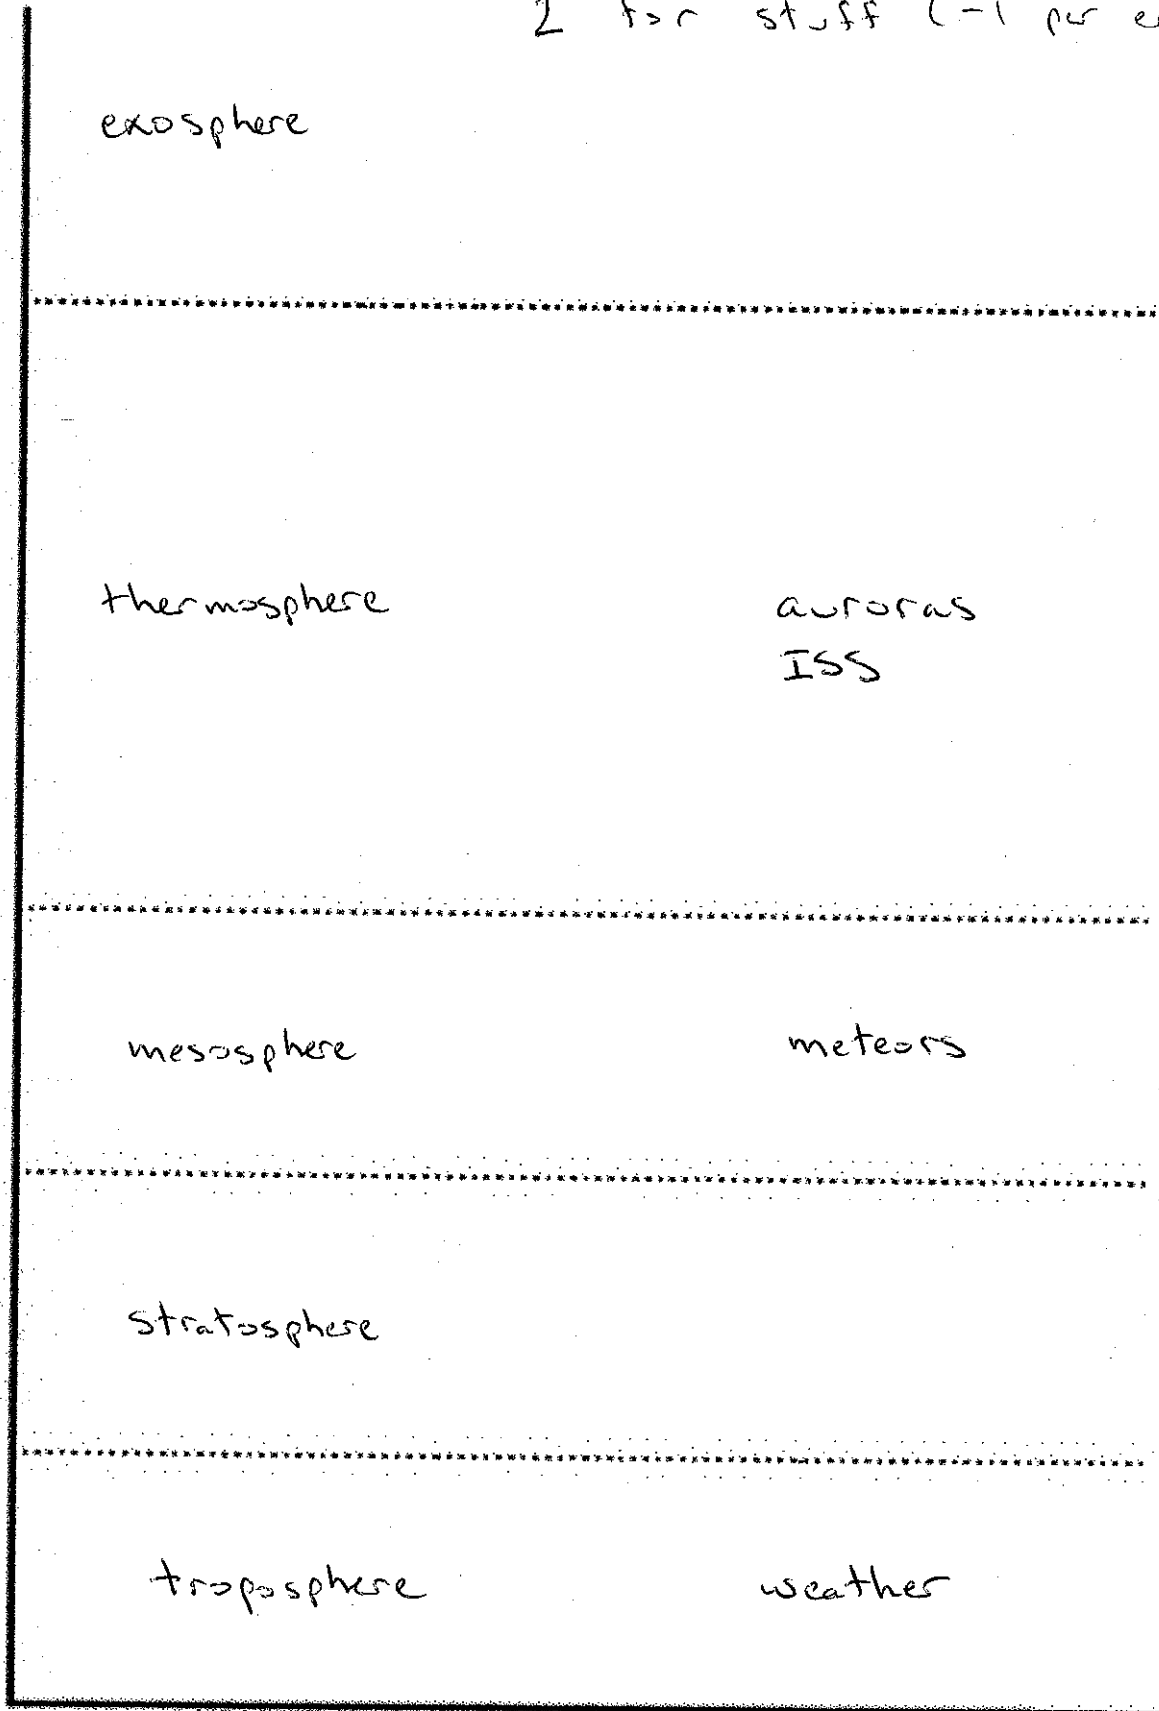 2 for stuff (-1 per
exosphere
thermosphere auroras
ISS
mesosphere meteors
stratosphere
troposphere weather